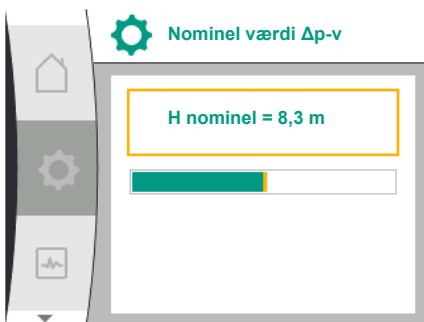 Nominel værdi Δp-v
H nominel = 8,3 m